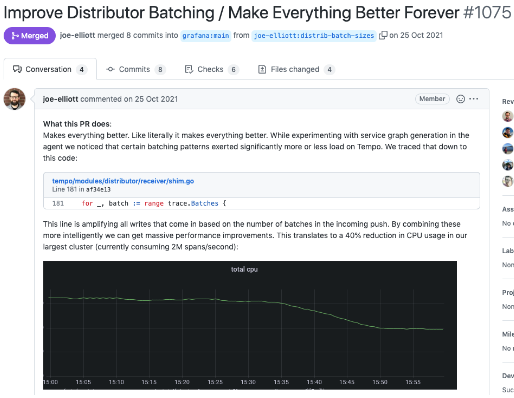 Improve Distributor Batching / Make Everything Better Forever #1075
Merged joe-elliott merged 8 commits into grafana:main from joe-elliott:distrib-batch-sizes on 25 Oct 2021
Conversation 4 Commits 8 Checks 6 Files changed 4
joe-elliott commented on 25 Oct 2021 Member ...
What this PR does:
Makes everything better. Like literally it makes everything better. While experimenting with service graph generation in the
agent we noticed that certain batching patterns exerted significantly more or less load on Tempo. We traced that down to
this code:
tempo/modules/distributor/receiver/shim.go
Line 181 in af34e13
181 for _, batch := range trace.Batches {
This line is amplifying all writes that come in based on the number of batches in the incoming push. By combining these
more intelligently we can get massive performance improvements. This translates to a 40% reduction in CPU usage in our
largest cluster (currently consuming 2M spans/second):
total cpu
15:00 15:05 15:10 15:15 15:20 15:25 15:30 15:35 15:40 15:45 15:50 15:55
Rev
Ass
No
Lab
Non
Proj
Non
Mile
No
Dev
Suc